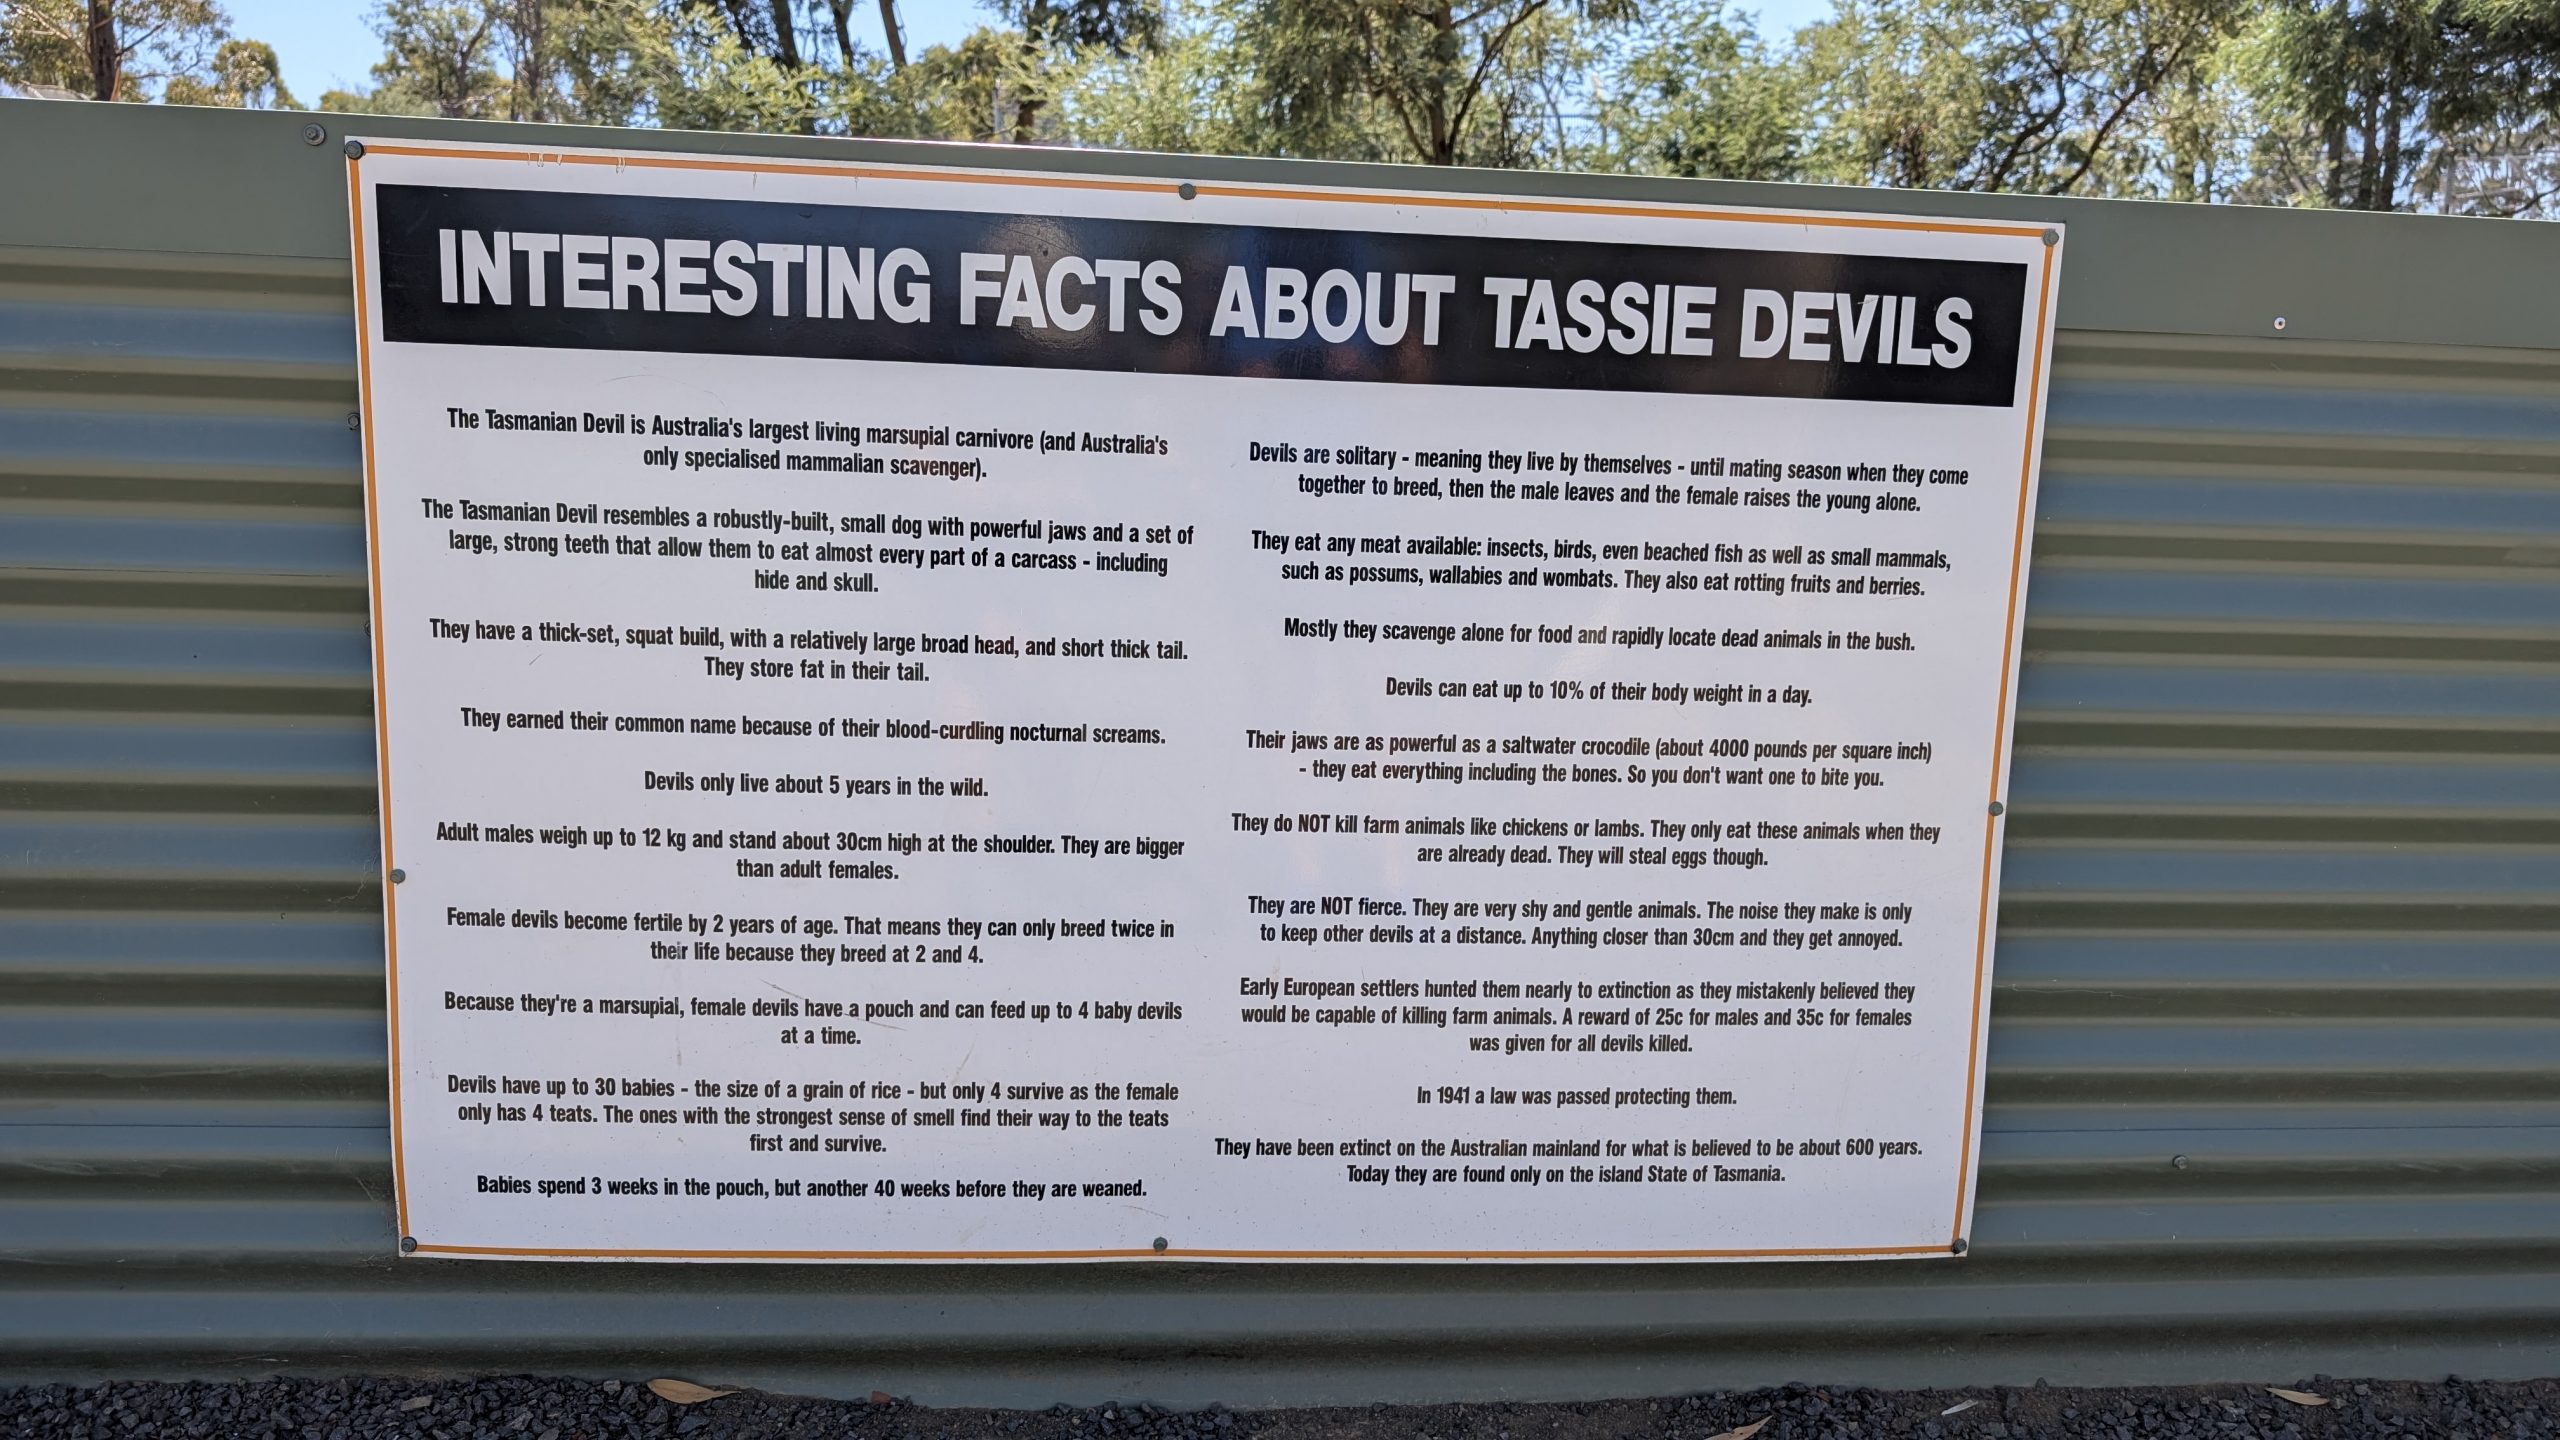 INTERESTING FACTS ABOUT TASSIE DEVILS
The Tasmanian Devil is Australia's largest living marsupial carnivore (and Australia's
only specialised mammalian scavenger).
The Tasmanian Devil resembles a robustly-built, small dog with powerful jaws and a set of
large, strong teeth that allow them to eat almost every part of a carcass - including
hide and skull.
They have a thick-set, squat build, with a relatively large broad head, and short thick tail.
They store fat in their tail.
They earned their common name because of their blood-curdling nocturnal screams.
Devils only live about 5 years in the wild.
Adult males weigh up to 12 kg and stand about 30cm high at the shoulder. They are bigger
than adult females.
Female devils become fertile by 2 years of age. That means they can only breed twice in
their life because they breed at 2 and 4.
Because they're a marsupial, female devils have a pouch and can feed up to 4 baby devils
at a time.
Devils have up to 30 babies - the size of a grain of rice - but only 4 survive as the female
only has 4 teats. The ones with the strongest sense of smell find their way to the teats
first and survive.
Babies spend 3 weeks in the pouch, but another 40 weeks before they are weaned.
Devils are solitary - meaning they live by themselves - until mating season when they come
together to breed, then the male leaves and the female raises the young alone.
They eat any meat available: insects, birds, even beached fish as well as small mammals,
such as possums, wallabies and wombats. They also eat rotting fruits and berries.
Mostly they scavenge alone for food and rapidly locate dead animals in the bush.
Devils can eat up to 10% of their body weight in a day.
Their jaws are as powerful as a saltwater crocodile (about 4000 pounds per square inch)
- they eat everything including the bones. So you don't want one to bite you.
They do NOT kill farm animals like chickens or lambs. They only eat these animals when they
are already dead. They will steal eggs though.
They are NOT fierce. They are very shy and gentle animals. The noise they make is only
to keep other devils at a distance. Anything closer than 30cm and they get annoyed.
Early European settlers hunted them nearly to extinction as they mistakenly believed they
would be capable of killing farm animals. A reward of 25c for males and 35c for females
was given for all devils killed.
In 1941 a law was passed protecting them.
They have been extinct on the Australian mainland for what is believed to be about 600 years.
Today they are found only on the island State of Tasmania.